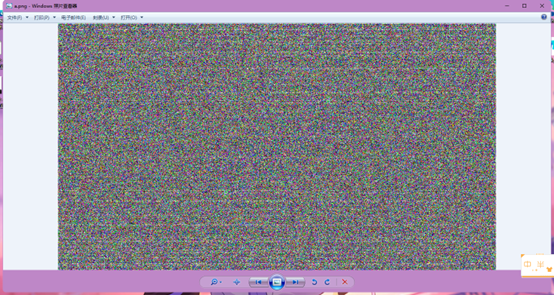 a.png - Windows 照片查看器
文件(F) 打印(P) 电子邮件(E) 刻录(U) 打开(O)
中